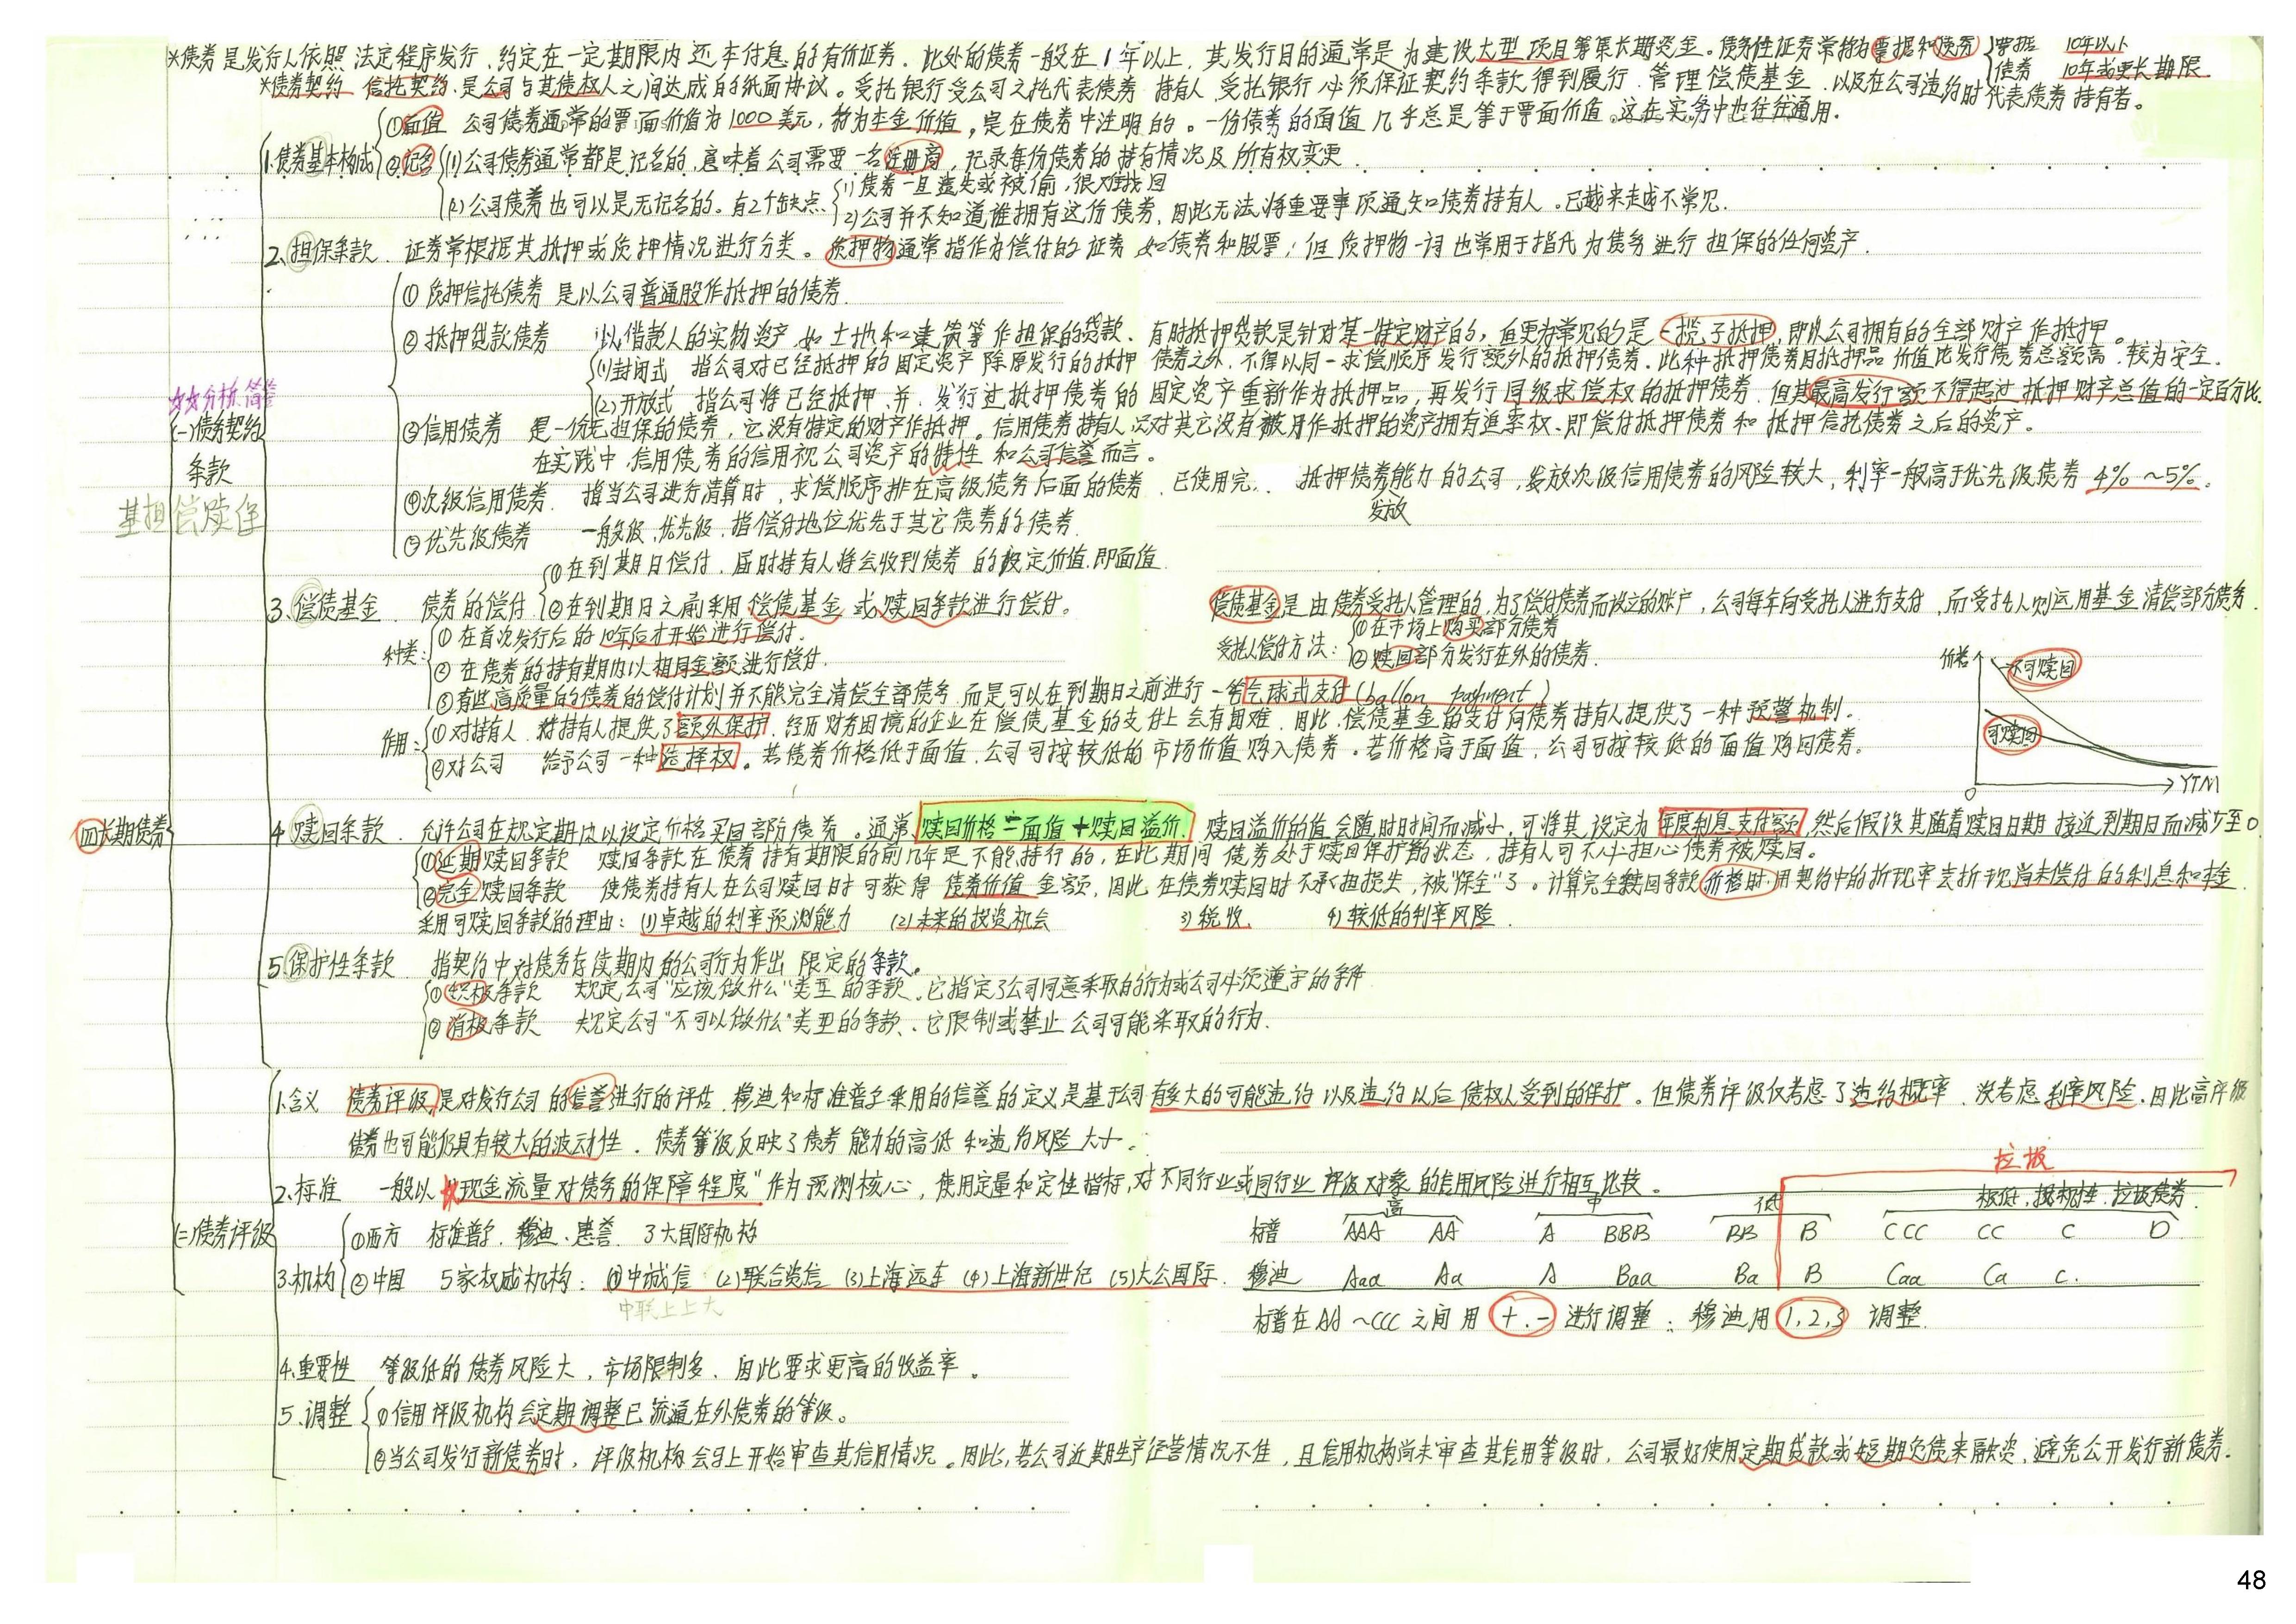 *债券是发行人依照法定程序发行、约定在一定期限内还本付息的有价证券。此处的债券一般在1年以上,其发行目的通常是为建设大型项目筹集长期资金。债务性证券常称为票据和债券 {票据 10年以下
债券 10年或更长期限.
*债券契约 信托契约,是公司与其债权人之间达成的纸面协议。受托银行受公司之托代表债券持有人,受托银行必须保证契约条款得到履行、管理偿债基金、以及在公司违约时代表债券持有者。
①面值 公司债券通常的票面价值为1000美元,称为本金价值,是在债券中注明的。一份债券的面值几乎总是等于票面价值,这在实务中也往往通用.
1.债券基本构成 ②记名 (1)公司债券通常都是记名的,意味着公司需要一名注册商,记录每份债券的持有情况及所有权变更.
(2)公司债券也可以是无记名的。有2个缺点.
1)债券一旦遗失或被偷,很难找回
2)公司并不知道谁拥有这份债券,因此无法将重要事项通知债券持有人。已越来越不常见.
2.担保条款. 证券常根据其抵押或质押情况进行分类。质押物通常指作为偿付的证券,如债券和股票;但质押物一词也常用于指代为债务进行担保的任何资产.
①质押信托债券 是以公司普通股作抵押的债券.
②抵押贷款债券 以借款人的实物资产,如土地和建筑等作担保的贷款、有时抵押贷款是针对某一特定财产的,但更为常见的是一揽子抵押,即以公司拥有的全部财产作抵押。
(1)封闭式 指公司对已经抵押的固定资产除原发行的抵押债券之外,不得以同一求偿顺序发行额外的抵押债券.此种抵押债券因抵押品价值比发行债券总额高,较为安全.
(2)开放式 指公司将已经抵押、并发行过抵押债券的固定资产重新作为抵押品,再发行同级求偿权的抵押债券.但其最高发行额不得超过抵押财产总值的一定百分比.
☆☆分析.简答
(一)债券契约
条款
基担偿赎保
③信用债券 是一份无担保的债券,它没有特定的财产作抵押。信用债券持有人只对其它没有被用作抵押的资产拥有追索权、即偿付抵押债券和抵押信托债券之后的资产。
在实践中,信用债券的信用视公司资产的特性和公司信誉而言。
④次级信用债券. 指当公司进行清算时,求偿顺序排在高级债务后面的债券.已使用完 发放抵押债券能力的公司,发放次级信用债券的风险较大,利率一般高于优先级债券4%~5%。
⑤优先级债券 一般级,优先级,指偿付地位优先于其它债券的债券.
①在到期日偿付.届时持有人将会收到债券的设定价值.即面值
3.偿债基金 债券的偿付 ②在到期日之前采用偿债基金或赎回条款进行偿付。
偿债基金是由债券受托人管理的,为了偿付债券而设立的账户,公司每年向受托人进行支付,而受托人则运用基金清偿部分债务.
种类:①在首次发行后的10年后才开始进行偿付.
②在债券的持有期内以相同金额进行偿付.
③有些高质量的债券的偿付计划并不能完全清偿全部债务,而是可以在到期日之前进行一笔气球式支付(ballon payment)
受托人偿付方法: ①在市场上购买部分债券
②赎回部分发行在外的债券.
价格 不可赎回
可赎回
0 YTM
作用:①对持有人 为持有人提供了额外保护.经历财务困境的企业在偿债基金的支付上会有困难.因此,偿债基金的支付向债券持有人提供了一种预警机制.
②对公司 给予公司一种选择权。若债券价格低于面值,公司可按较低的市场价值购入债券。若价格高于面值,公司可按较低的面值购回债券。
(四)长期债券
4.赎回条款. 允许公司在规定期内以设定价格买回部份债券。通常,赎回价格=面值+赎回溢价. 赎回溢价的值会随时间而减小,可将其设定为年度利息支付额,然后假设其随着赎回日期接近到期日而减少至0.
①延期赎回条款 赎回条款在债券持有期限的前几年是不能执行的,在此期间债券处于赎回保护的状态,持有人可不必担心债券被赎回。
②完全赎回条款 使债券持有人在公司赎回时可获得债券价值金额,因此在债券赎回时不承担损失,被"保全"了。计算完全赎回条款价格时,用契约中的折现率去折现尚未偿付的利息和本金.
采用可赎回条款的理由: (1)卓越的利率预测能力 (2)未来的投资机会 3)税收 4)较低的利率风险.
5.保护性条款 指契约中对债务存续期内的公司行为作出限定的条款。
①积极条款 规定公司"应该做什么"类型的条款.它指定了公司同意采取的行为或公司必须遵守的条件
②消极条款 规定公司"不可以做什么"类型的条款、它限制或禁止公司可能采取的行为.
1.含义 债券评级是对发行公司的信誉进行的评估.穆迪和标准普尔采用的信誉的定义是基于公司有多大的可能违约以及违约以后债权人受到的保护。但债券评级仅考虑了违约概率.没考虑利率风险.因此高评级
债券也可能仍具有较大的波动性.债券等级反映了债券能力的高低和违约风险大小。
2.标准 一般以"现金流量对债务的保障程度"作为预测核心,使用定量和定性指标,对不同行业或同行业评级对象的信用风险进行相互比较。
(二)债券评级
3.机构 ①西方 标准普尔.穆迪.惠誉. 3大国际机构
②中国 5家权威机构: (1)中诚信 (2)联合资信 (3)上海远东 (4)上海新世纪 (5)大公国际.
中联上上大
垃圾
高 中 低 极低,投机性.垃圾债券.
标普 AAA AA A BBB BB B CCC CC C D
穆迪 Aaa Aa A Baa Ba B Caa Ca C.
标普在AA~CCC之间用+.-进行调整;穆迪用1,2,3调整.
4.重要性 等级低的债券风险大,市场限制多、因此要求更高的收益率。
5.调整 ①信用评级机构会定期调整已流通在外债券的等级。
②当公司发行新债券时,评级机构会马上开始审查其信用情况。因此,若公司近期生产运营情况不佳,且信用机构尚未审查其信用等级时,公司最好使用定期贷款或短期负债来融资,避免公开发行新债券.
48